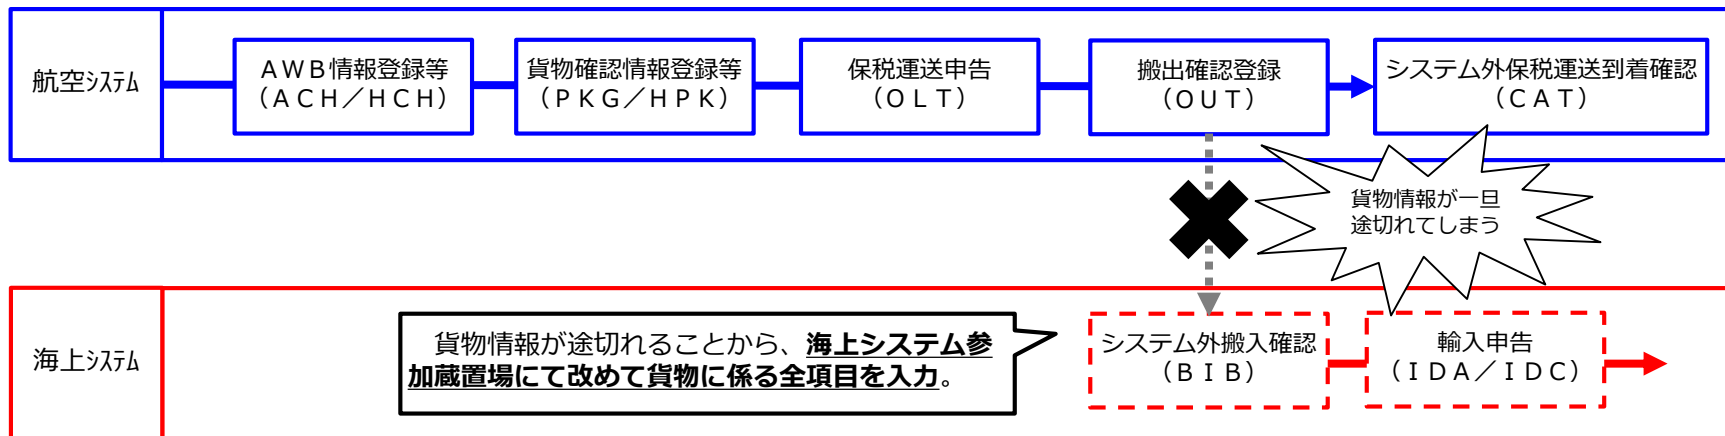 航空ｼｽﾃﾑ
ＡＷＢ情報登録等
（ＡＣＨ／ＨＣＨ）
貨物確認情報登録等
（ＰＫＧ／ＨＰＫ）
保税運送申告
（ＯＬＴ）
搬出確認登録
（ＯＵＴ）
システム外保税運送到着確認
（ＣＡＴ）
貨物情報が一旦
途切れてしまう
海上ｼｽﾃﾑ
貨物情報が途切れることから、海上システム参
加蔵置場にて改めて貨物に係る全項目を入力。
システム外搬入確認
（ＢＩＢ）
輸入申告
（ＩＤＡ／ＩＤＣ）